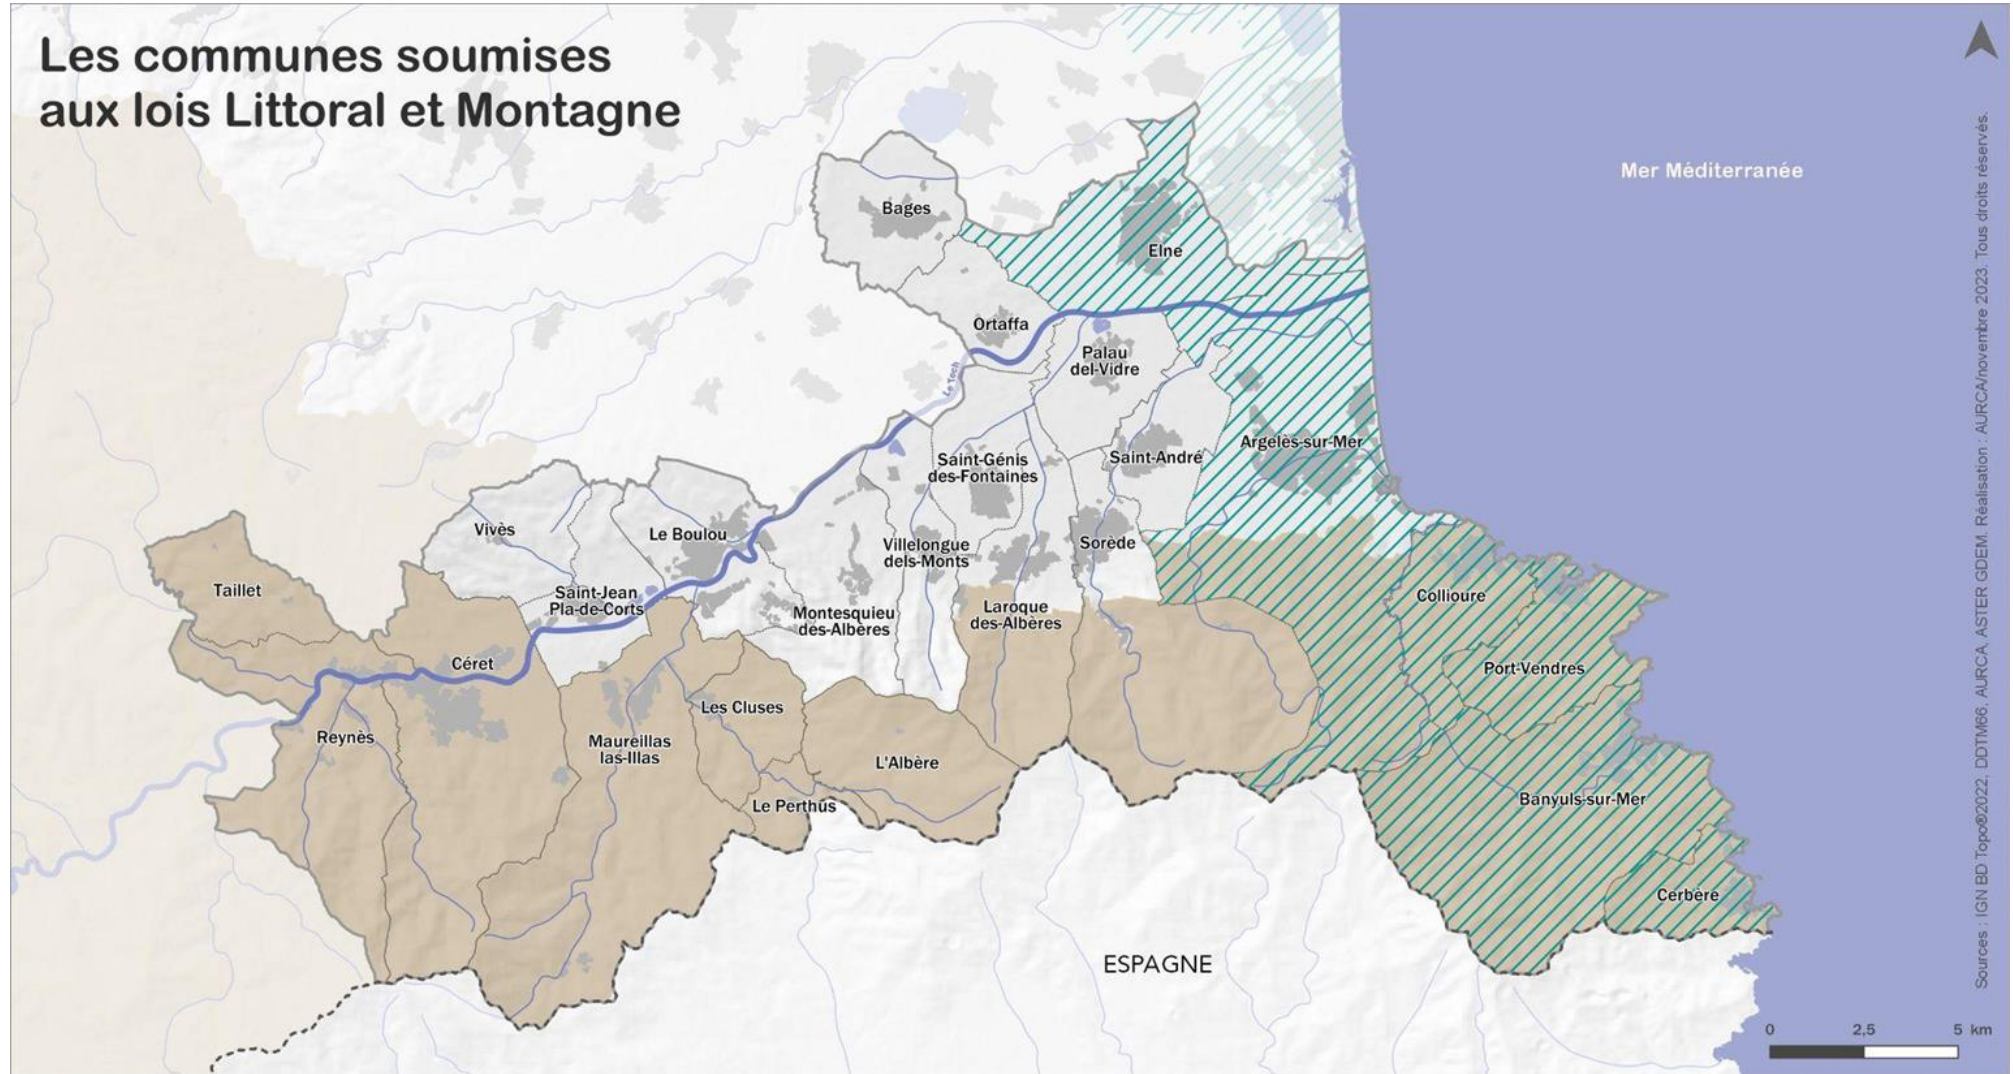 Les communes soumises
aux lois Littoral et Montagne
Mer Méditerranée
Bages
Elne
Ortaffa
Palau
del-Vidre
Le Tech
Argelès-sur-Mer
Saint-André
Saint-Génis
des-Fontaines
Vivès
Le Boulou
Villelongue
dels-Monts
Sorède
Taillet
Saint-Jean
Pla-de-Corts
Montesquieu
des-Albères
Laroque
des-Albères
Collioure
Céret
Port-Vendres
Les Cluses
Reynès
Maureillas
las-Illas
L'Albère
Le Perthus
Banyuls-sur-Mer
Cerbère
ESPAGNE
0 2,5 5 km
Sources : IGN BD Topo®2022, DDTM66, AURCA, ASTER GDEM. Réalisation : AURCA/novembre 2023. Tous droits réservés.